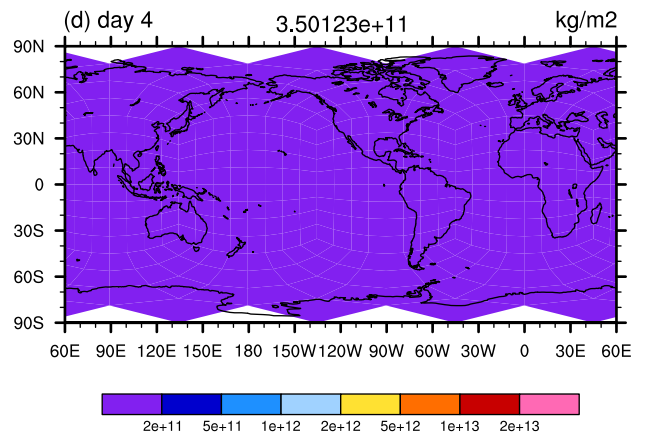 (d) day 4 3.50123e+11 kg/m2
90N
60N
30N
0
30S
60S
90S
60E 90E 120E 150E 180 150W 120W 90W 60W 30W 0 30E 60E
2e+11 5e+11 1e+12 2e+12 5e+12 1e+13 2e+13